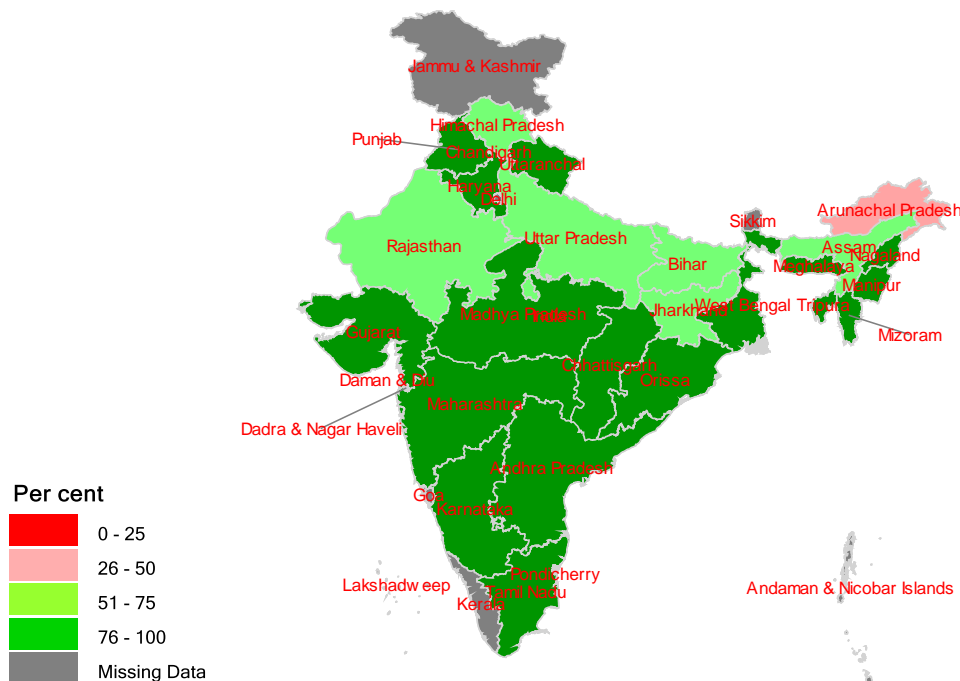 Jammu & Kashmir
Himachal Pradesh
Punjab
Chandigarh
Uttaranchal
Haryana
Delhi
Arunachal Pradesh
Sikkim
Rajasthan
Uttar Pradesh
Assam
Nagaland
Bihar
Meghalaya
Manipur
Jharkhand
West Bengal
Tripura
Madhya Pradesh
Gujarat
Mizoram
Chhattisgarh
Daman & Diu
Orissa
Maharashtra
Dadra & Nagar Haveli
Andhra Pradesh
Per cent
Goa
Karnataka
0 - 25
26 - 50
Pondicherry
Lakshadweep
Tamil Nadu
Andaman & Nicobar Islands
51 - 75
Kerala
76 - 100
Missing Data